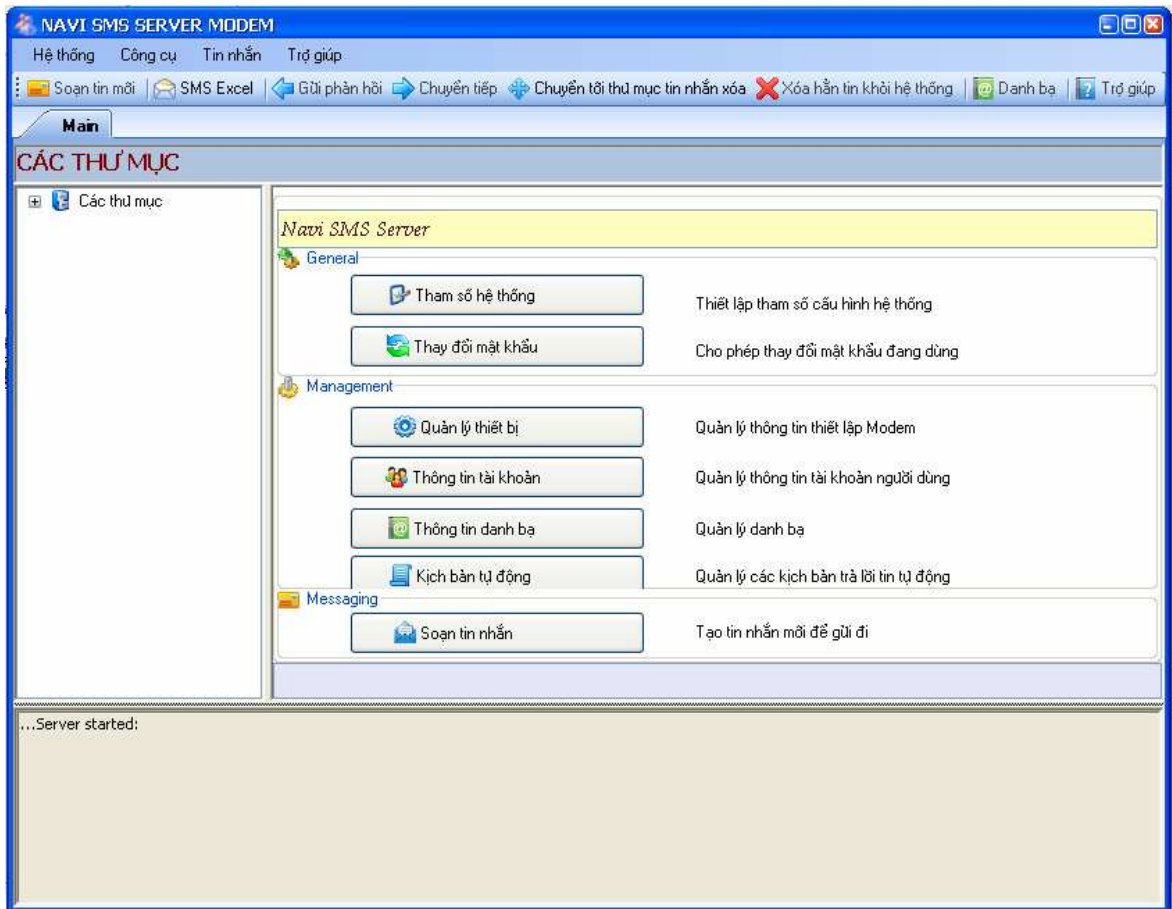 NAVI SMS SERVER MODEM
Hệ thống Công cụ Tin nhắn Trợ giúp
Soạn tin mới SMS Excel Gửi phản hồi Chuyển tiếp Chuyển tới thư mục tin nhắn xóa Xóa hẳn tin khỏi hệ thống Danh bạ Trợ giúp
Main
CÁC THƯ MỤC
Các thư mục
Navi SMS Server
General
Tham số hệ thống Thiết lập tham số cấu hình hệ thống
Thay đổi mật khẩu Cho phép thay đổi mật khẩu đang dùng
Management
Quản lý thiết bị Quản lý thông tin thiết lập Modem
Thông tin tài khoản Quản lý thông tin tài khoản người dùng
Thông tin danh bạ Quản lý danh bạ
Kịch bản tự động Quản lý các kịch bản trả lời tin tự động
Messaging
Soạn tin nhắn Tạo tin nhắn mới để gửi đi
...Server started: